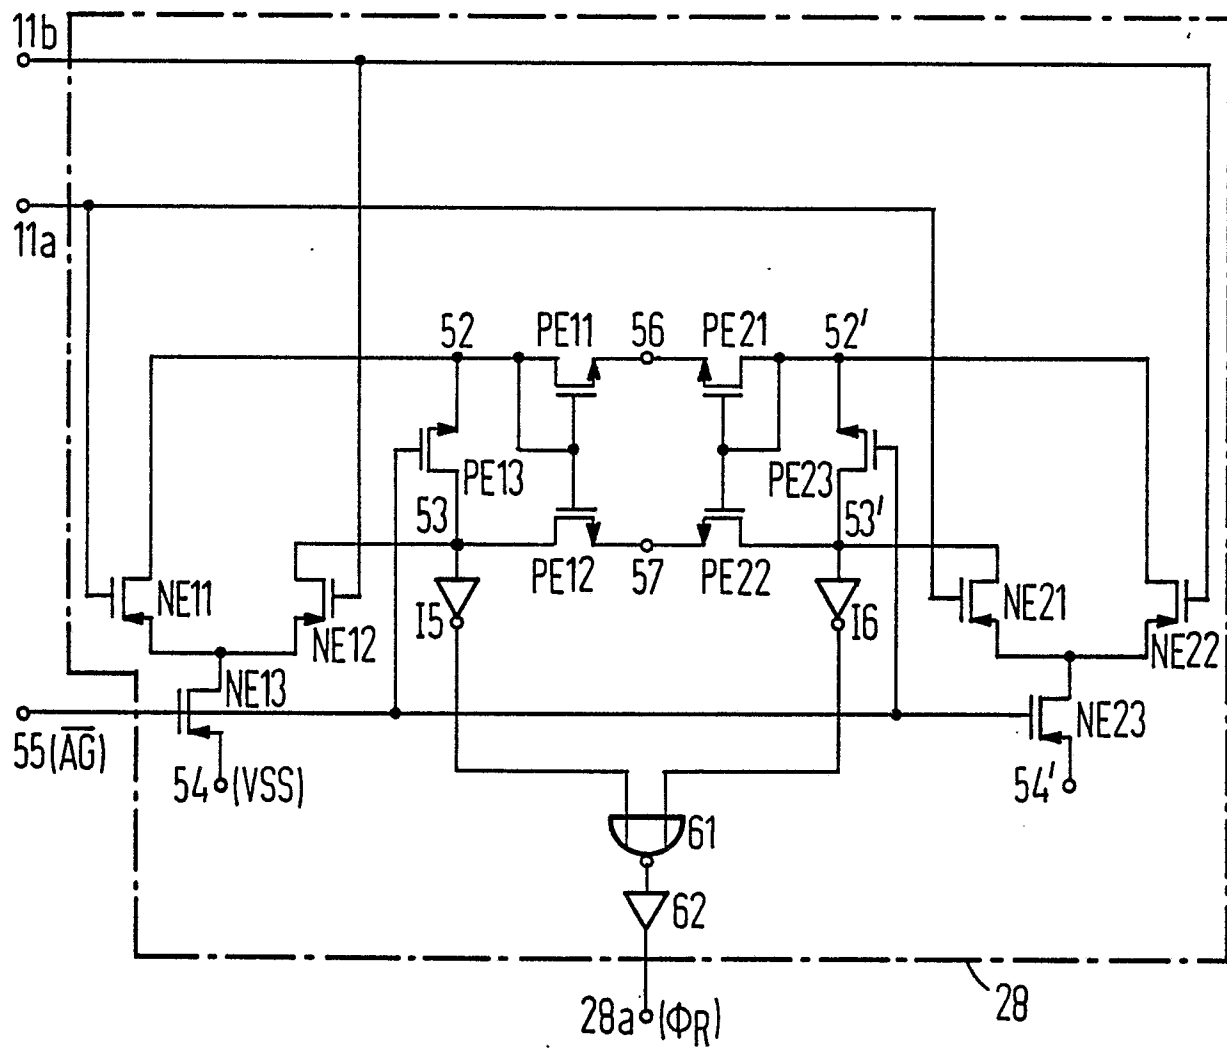 11b
11a
52 PE11 56 PE21 52'
PE13 PE23
53 53'
PE12 57 PE22
NE11 I5 I6 NE21
NE12 NE22
NE13 NE23
55(A̅G̅)
54 (VSS) 54'
61
62
28a (ΦR) 28